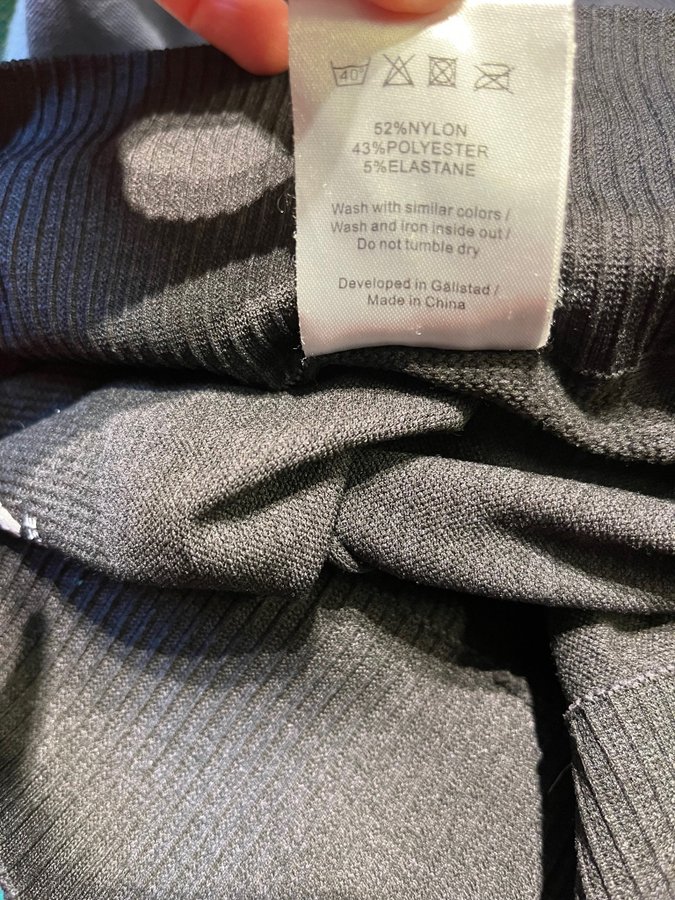 40°
52%NYLON
43%POLYESTER
5%ELASTANE
Wash with similar colors /
Wash and iron inside out /
Do not tumble dry
Developed in Gällstad /
Made in China